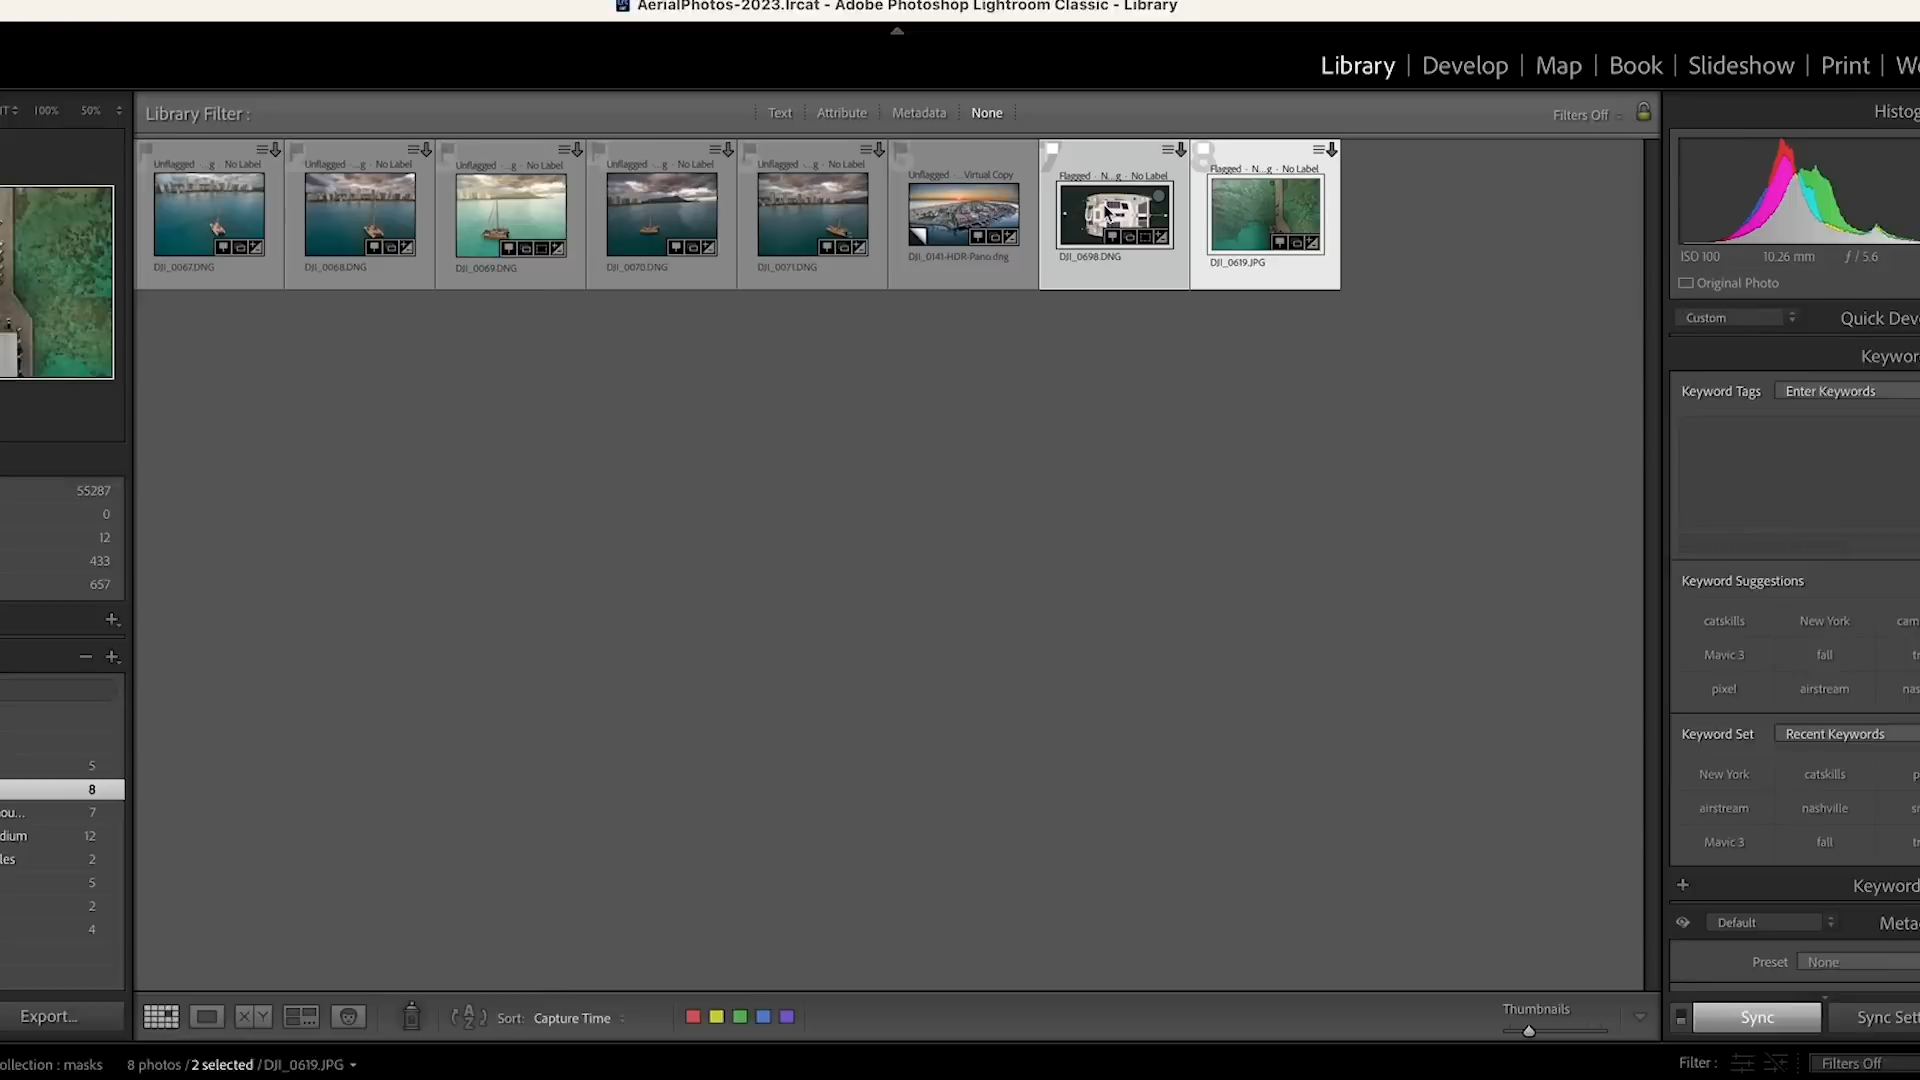 AerialPhotos-2023.lrcat - Adobe Photoshop Lightroom Classic - Library
Library | Develop | Map | Book | Slideshow | Print |
100% 50%
Library Filter : Text Attribute Metadata None Filters Off
Unflagged ...g · No Label
Unflagged ...g · No Label
Unflagged ...g · No Label
Unflagged ...g · No Label
Unflagged ...g · No Label
Unflagged ...Virtual Copy
Flagged · N...g · No Label
Flagged · N...g · No Label
7
8
DJI_0067.DNG
DJI_0068.DNG
DJI_0069.DNG
DJI_0070.DNG
DJI_0071.DNG
DJI_0141-HDR-Pano.dng
DJI_0698.DNG
DJI_0619.JPG
55287
0
12
433
657
5
8
ou... 7
dium 12
les 2
5
2
4
Export...
Histog
ISO 100 10.26 mm ƒ / 5.6
Original Photo
Custom Quick Dev
Keywor
Keyword Tags Enter Keywords
Keyword Suggestions
catskills New York cam
Mavic 3 fall tr
pixel airstream nas
Keyword Set Recent Keywords
New York catskills p
airstream nashville s
Mavic 3 fall tr
+ Keyword
Default Meta
Preset None
X Y
Sort: Capture Time
Thumbnails
Sync Sync Sett
ollection : masks 8 photos / 2 selected / DJI_0619.JPG
Filter : Filters Off